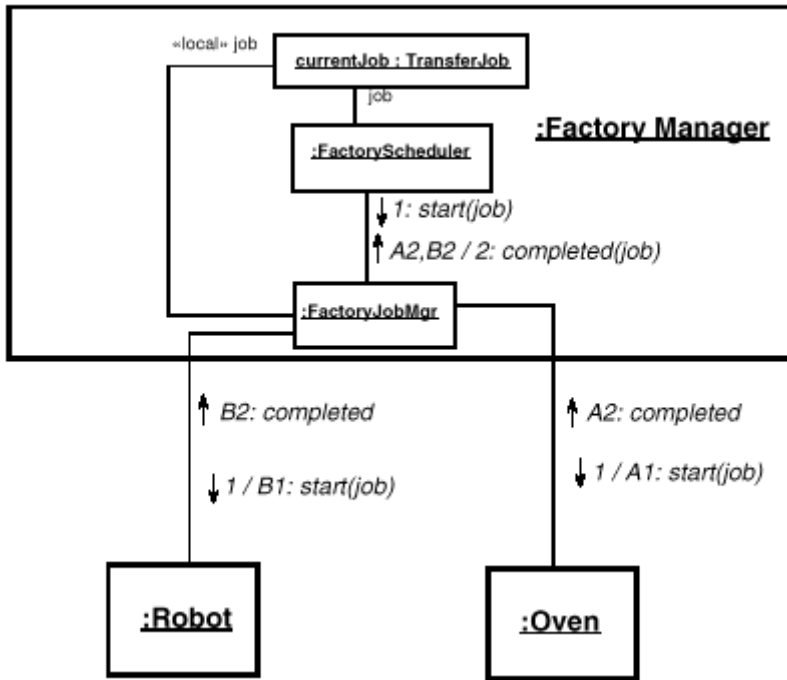 «local» job
currentJob : TransferJob
job
:Factory Manager
:FactoryScheduler
1: start(job)
A2,B2 / 2: completed(job)
:FactoryJobMgr
B2: completed
A2: completed
1 / B1: start(job)
1 / A1: start(job)
:Robot
:Oven